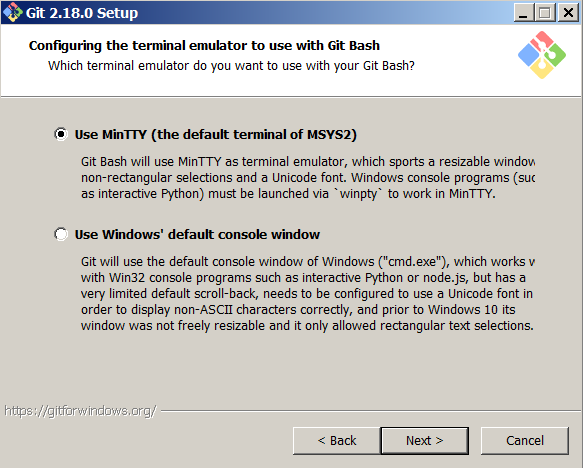 Git 2.18.0 Setup
Configuring the terminal emulator to use with Git Bash
Which terminal emulator do you want to use with your Git Bash?
Use MinTTY (the default terminal of MSYS2)
Git Bash will use MinTTY as terminal emulator, which sports a resizable window
non-rectangular selections and a Unicode font. Windows console programs (suc
as interactive Python) must be launched via `winpty` to work in MinTTY.
Use Windows' default console window
Git will use the default console window of Windows ("cmd.exe"), which works w
with Win32 console programs such as interactive Python or node.js, but has a
very limited default scroll-back, needs to be configured to use a Unicode font in
order to display non-ASCII characters correctly, and prior to Windows 10 its
window was not freely resizable and it only allowed rectangular text selections.
https://gitforwindows.org/
< Back Next > Cancel